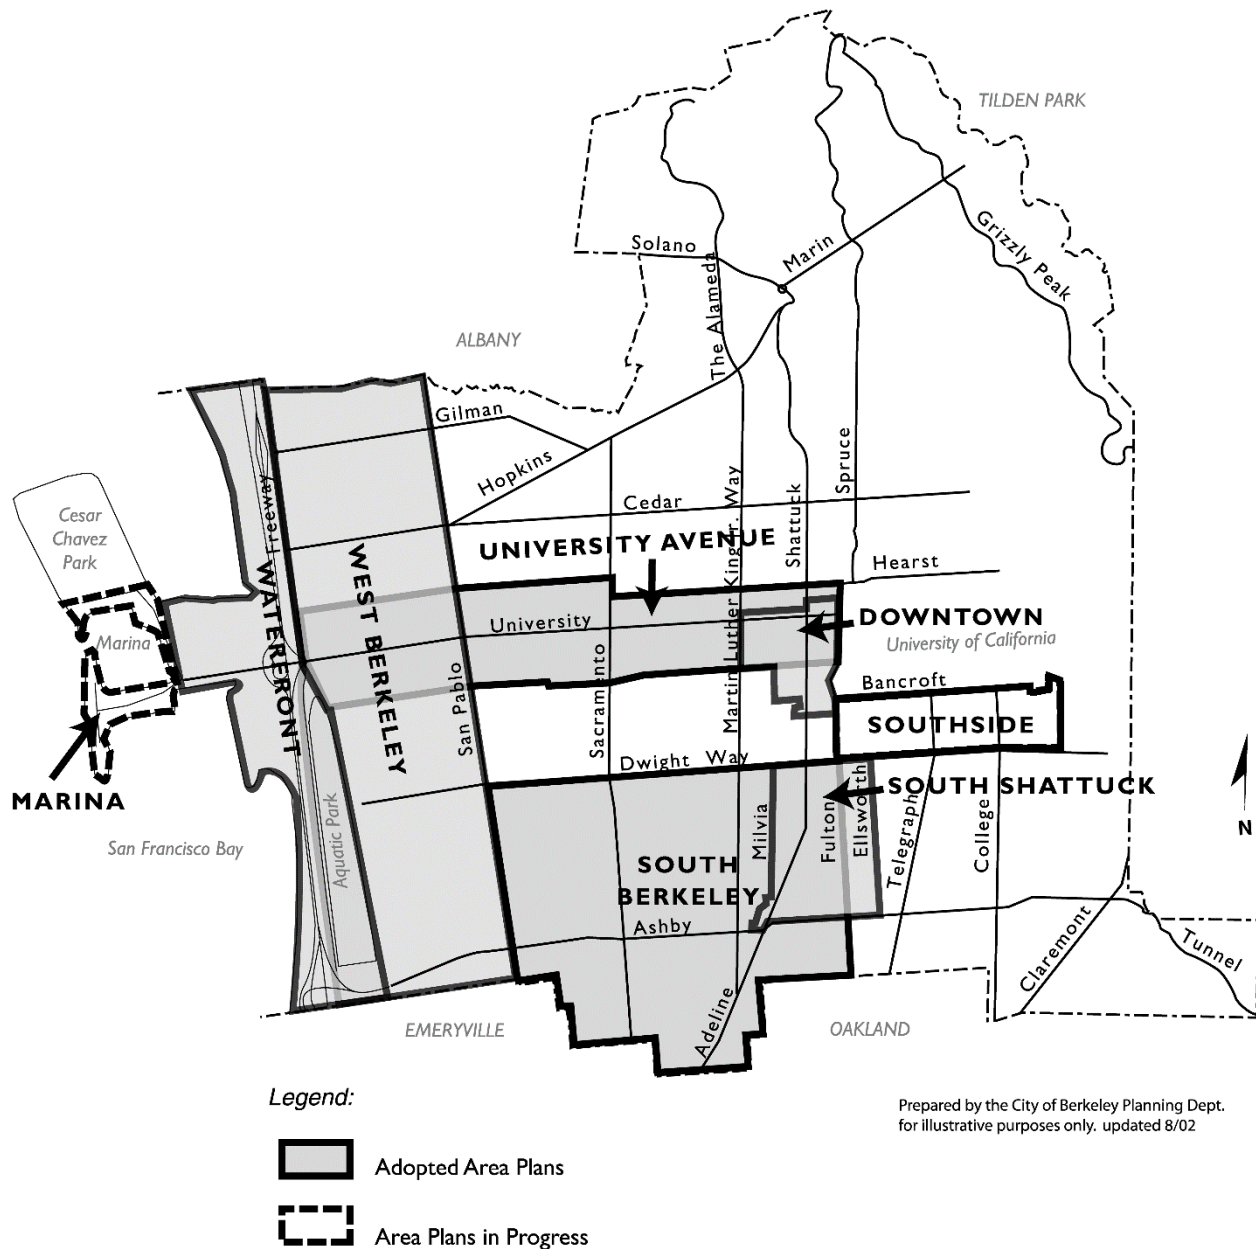 TILDEN PARK
Solano
Marin
Grizzly Peak
The Alameda
ALBANY
Gilman
Hopkins
Spruce
Cedar
Shattuck
Martin Luther King Jr. Way
Freeway
Cesar
Chavez
Park
UNIVERSITY AVENUE
Hearst
WATERFRONT
WEST BERKELEY
University
DOWNTOWN
University of California
Marina
San Pablo
Sacramento
Bancroft
SOUTHSIDE
Dwight Way
SOUTH SHATTUCK
MARINA
San Francisco Bay
Aquatic Park
Milvia
Fulton
Ellsworth
Telegraph
College
N
SOUTH
BERKELEY
Ashby
Claremont
Tunnel
Adeline
EMERYVILLE
OAKLAND
Legend:
Adopted Area Plans
Area Plans in Progress
Prepared by the City of Berkeley Planning Dept.
for illustrative purposes only. updated 8/02